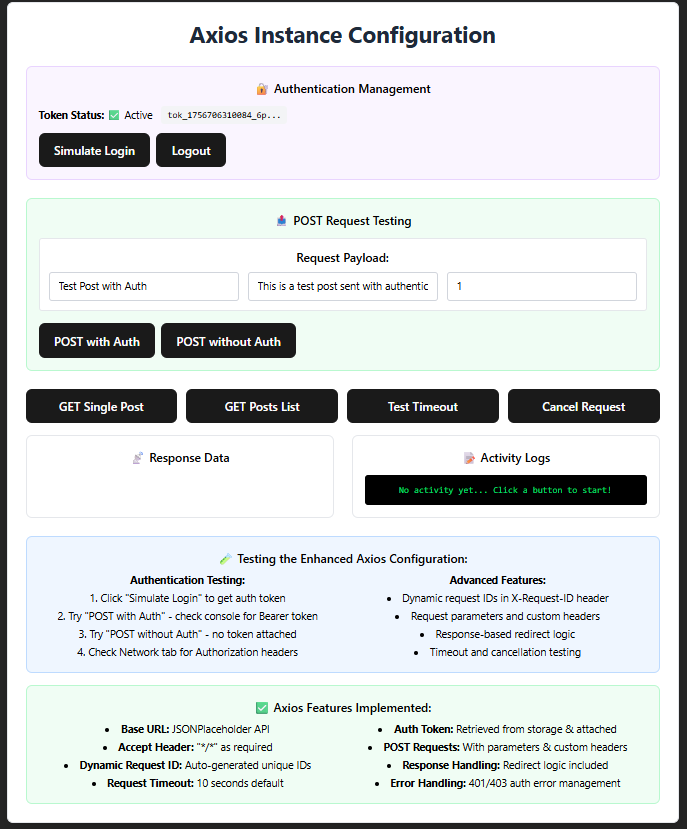 Axios Instance Configuration
🔐 Authentication Management
Token Status: ✅ Active tok_1756706310084_6p...
Simulate Login Logout
📤 POST Request Testing
Request Payload:
Test Post with Auth This is a test post sent with authentic 1
POST with Auth POST without Auth
GET Single Post GET Posts List Test Timeout Cancel Request
📡 Response Data
📝 Activity Logs
No activity yet... Click a button to start!
🧪 Testing the Enhanced Axios Configuration:
Authentication Testing:
1. Click "Simulate Login" to get auth token
2. Try "POST with Auth" - check console for Bearer token
3. Try "POST without Auth" - no token attached
4. Check Network tab for Authorization headers
Advanced Features:
• Dynamic request IDs in X-Request-ID header
• Request parameters and custom headers
• Response-based redirect logic
• Timeout and cancellation testing
✅ Axios Features Implemented:
• Base URL: JSONPlaceholder API
• Accept Header: "*/*" as required
• Dynamic Request ID: Auto-generated unique IDs
• Request Timeout: 10 seconds default
• Auth Token: Retrieved from storage & attached
• POST Requests: With parameters & custom headers
• Response Handling: Redirect logic included
• Error Handling: 401/403 auth error management